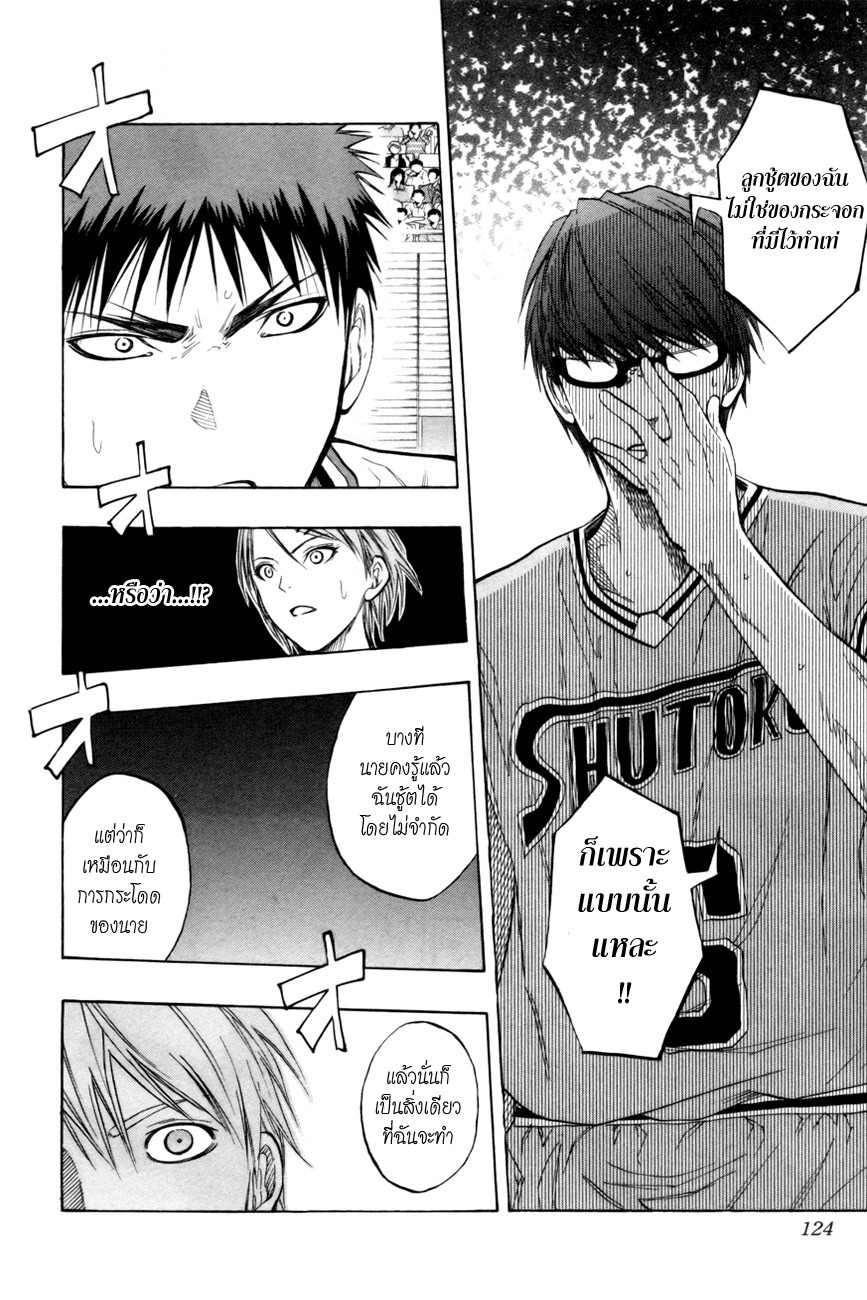 ลูกชู้ตของฉัน
ไม่ใช่ของกระจอก
ที่มีไว้ทำเท่
SHUTOKU
ก็เพราะ
แบบนั้น
แหละ
!!
オ
オ
...หรือว่า...!!?
オ
บางที
นายคงรู้แล้ว
ฉันชู้ตได้
โดยไม่จำกัด
แต่ว่าก็
เหมือนกับ
การกระโดด
ของนาย
オ
แล้วนั่นก็
เป็นสิ่งเดียว
ที่ฉันจะทำ
124